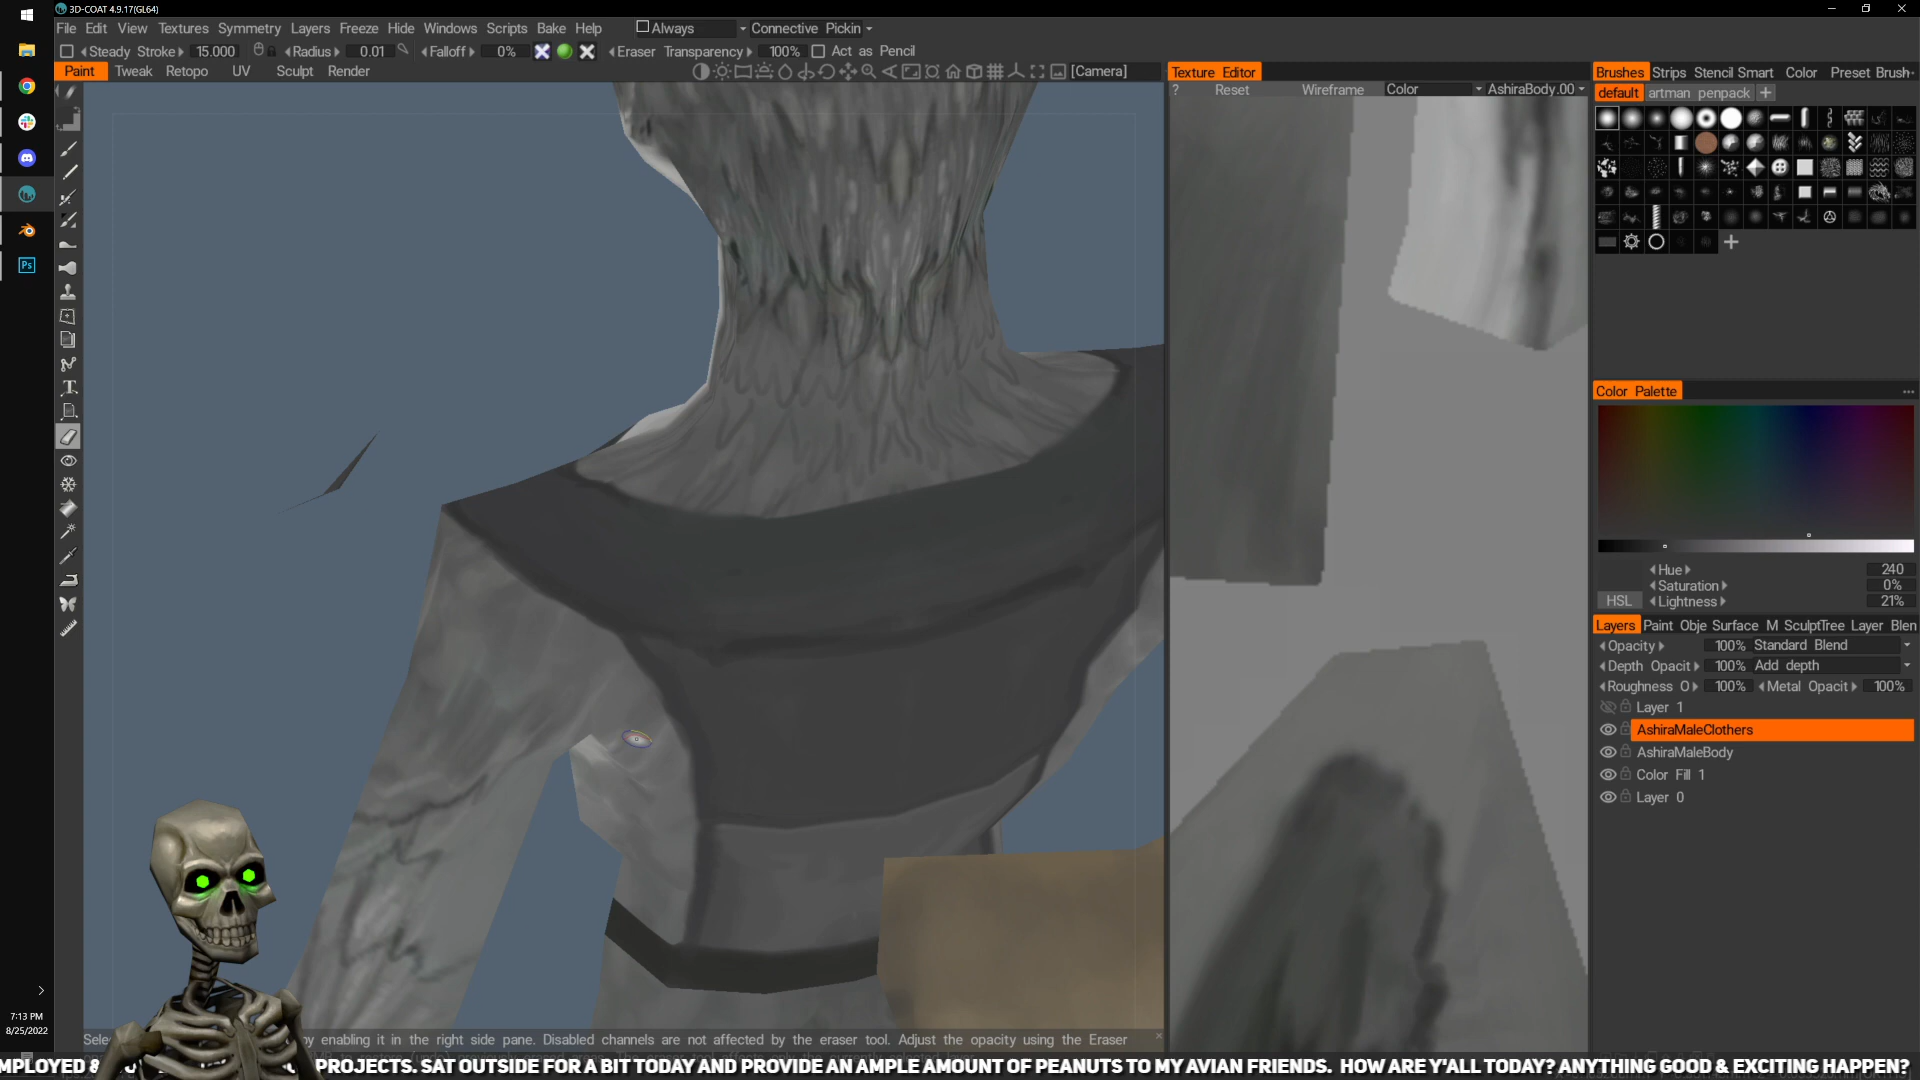 3D-COAT 4.9.17(GL64)
File Edit View Textures Symmetry Layers Freeze Hide Windows Scripts Bake Help Always Connective Pickin
Steady Stroke 15.000 Radius 0.01 Falloff 0% Eraser Transparency 100% Act as Pencil
Paint Tweak Retopo UV Sculpt Render [Camera]
Texture Editor
? Reset Wireframe Color AshiraBody.00
Brushes Strips Stencil Smart Color Preset Brush
default artman penpack
Color Palette
Hue 240
Saturation 0%
HSL Lightness 21%
Layers Paint Obje Surface M SculptTree Layer Blen
Opacity 100% Standard Blend
Depth Opacit 100% Add depth
Roughness O 100% Metal Opacit 100%
Layer 1
AshiraMaleClothers
AshiraMaleBody
Color Fill 1
Layer 0
Ps
7:13 PM
8/25/2022
Selec by enabling it in the right side pane. Disabled channels are not affected by the eraser tool. Adjust the opacity using the Eraser
MPLOYED & PROJECTS. SAT OUTSIDE FOR A BIT TODAY AND PROVIDE AN AMPLE AMOUNT OF PEANUTS TO MY AVIAN FRIENDS. HOW ARE Y'ALL TODAY? ANYTHING GOOD & EXCITING HAPPEN?